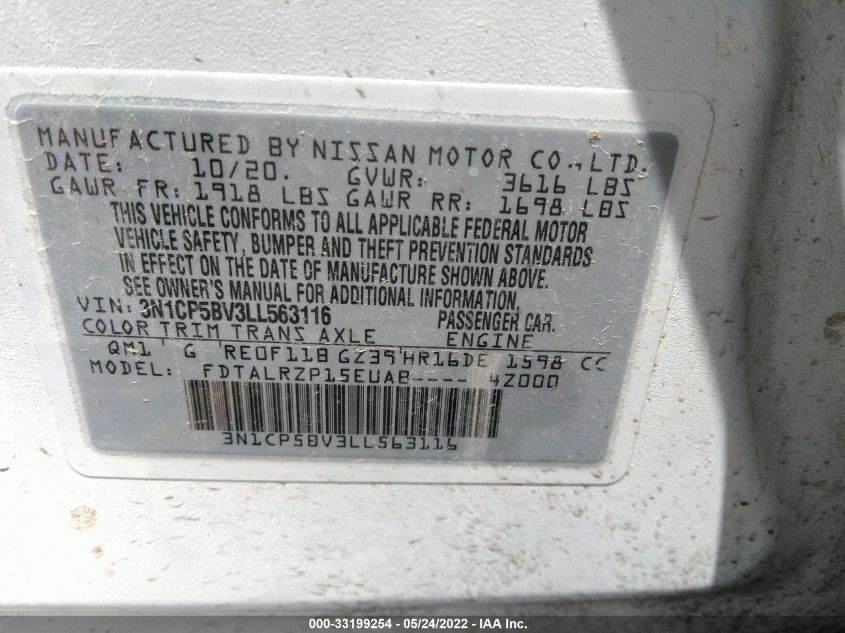 MANUFACTURED BY NISSAN MOTOR CO., LTD.
DATE: 10/20. GVWR: 3616 LBS
GAWR FR: 1918 LBS GAWR RR: 1698 LBS
THIS VEHICLE CONFORMS TO ALL APPLICABLE FEDERAL MOTOR
VEHICLE SAFETY, BUMPER AND THEFT PREVENTION STANDARDS
IN EFFECT ON THE DATE OF MANUFACTURE SHOWN ABOVE.
SEE OWNER'S MANUAL FOR ADDITIONAL INFORMATION.
VIN: 3N1CP5BV3LL563116 PASSENGER CAR.
COLOR TRIM TRANS AXLE ENGINE
QM1 G RE0F11B GZ39 HR16DE 1598 CC
MODEL: FDTALRZP15EUAB---- 4Z000
3N1CP5BV3LL563116
000-33199254 - 05/24/2022 - IAA Inc.